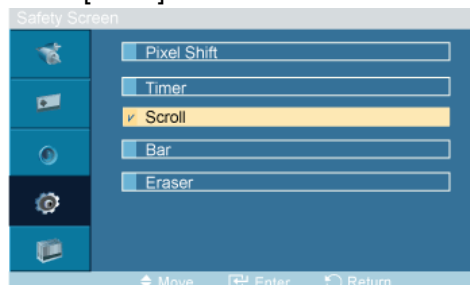 Safety Screen
Pixel Shift
Timer
Scroll
Bar
Eraser
Move Enter Return